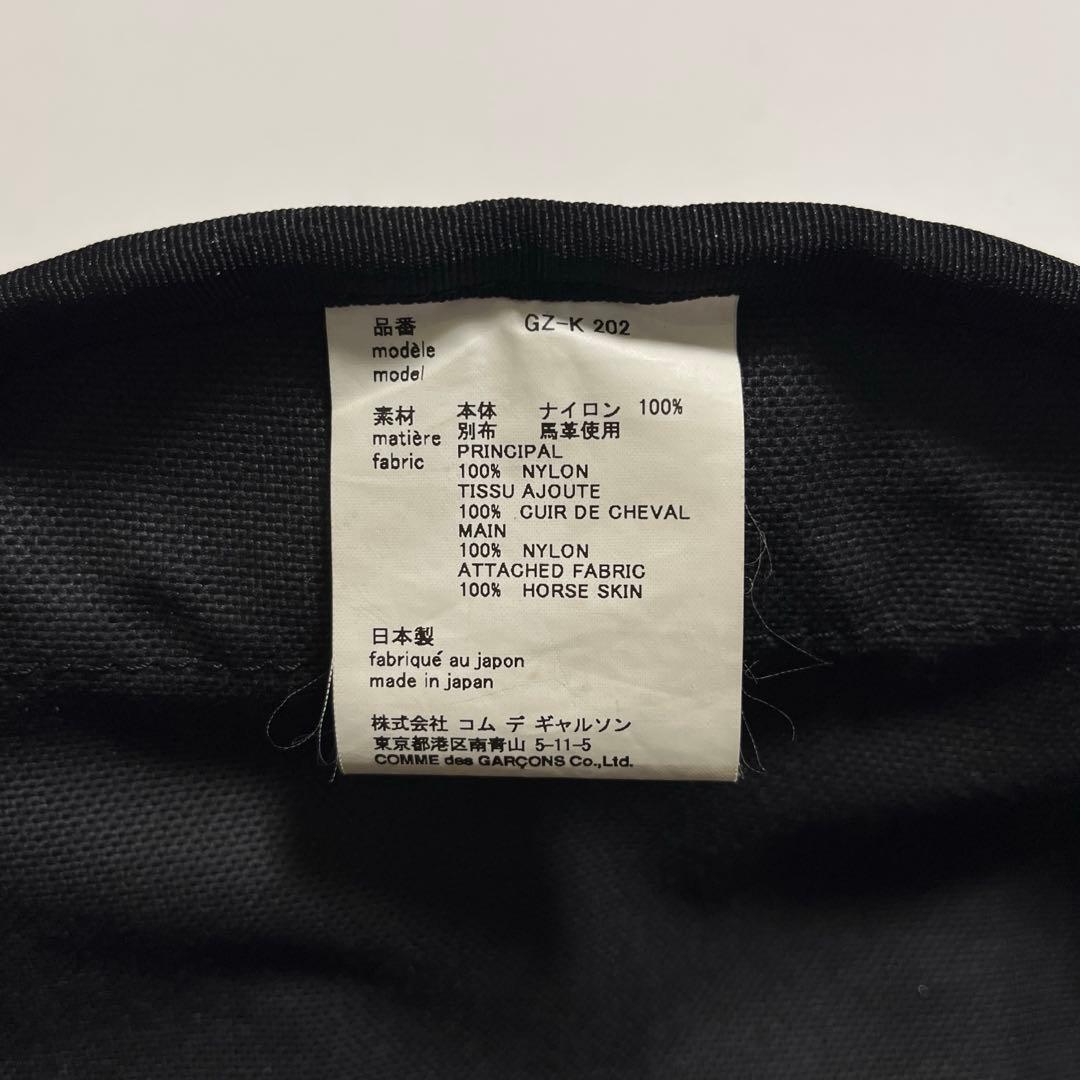 品番 GZ-K 202
modèle
model
素材 本体 ナイロン 100%
matière 別布 馬革使用
fabric PRINCIPAL
100% NYLON
TISSU AJOUTE
100% CUIR DE CHEVAL
MAIN
100% NYLON
ATTACHED FABRIC
100% HORSE SKIN
日本製
fabriqué au japon
made in japan
株式会社 コム デ ギャルソン
東京都港区南青山 5-11-5
COMME des GARÇONS Co.,Ltd.